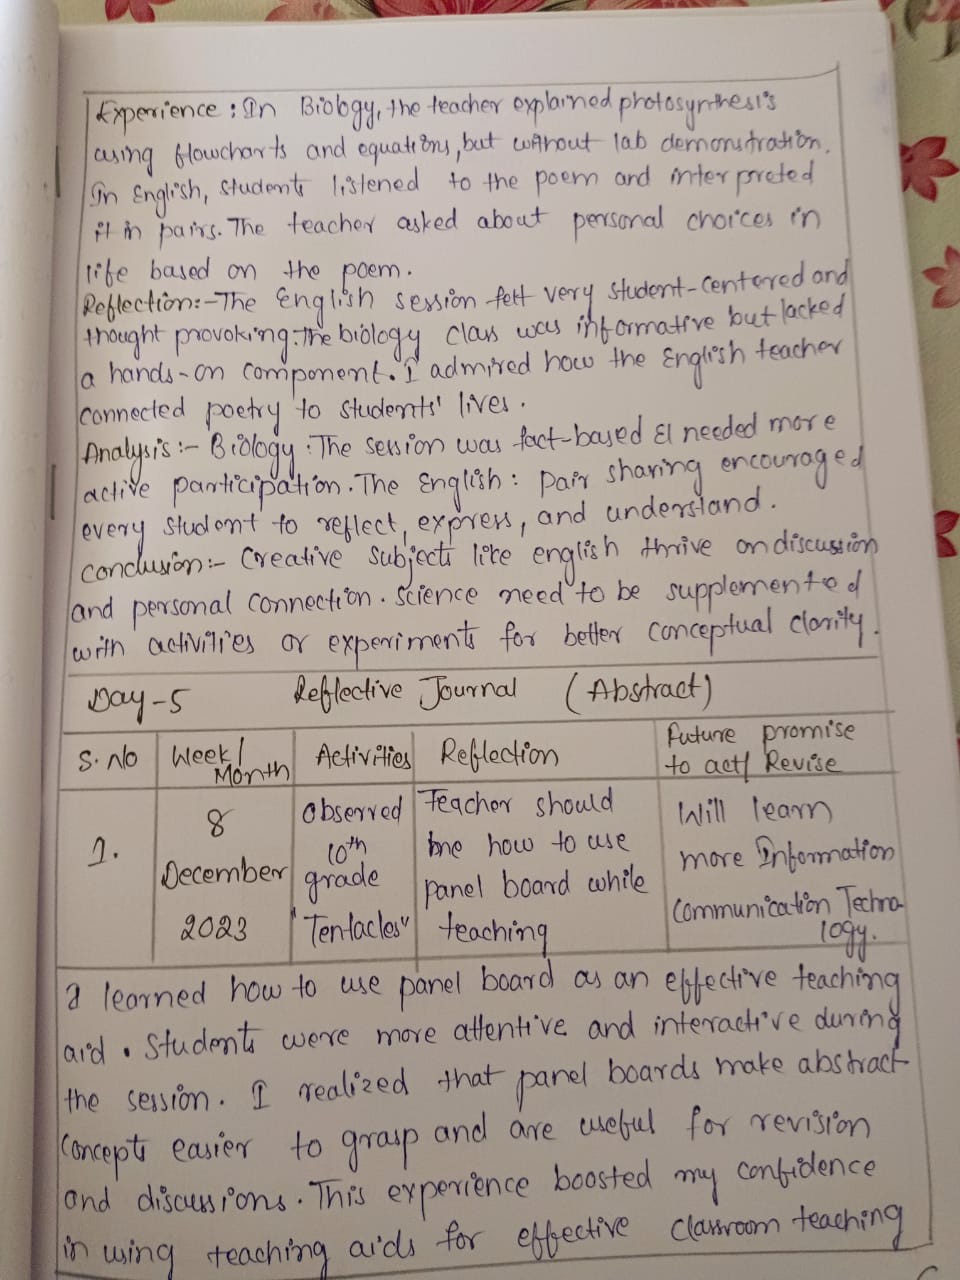 Experience : In Biology, the teacher explained photosynthesis
using flowcharts and equations, but without lab demonstration.
In English, students listened to the poem and interpreted
it in pairs. The teacher asked about personal choices in
life based on the poem.
Reflection:- The English session felt very student-centered and
thought provoking. The biology class was informative but lacked
a hands-on component. I admired how the English teacher
connected poetry to students' lives.
Analysis :- Biology : The session was fact-based & needed more
active participation. The English : Pair sharing encouraged
every student to reflect, express, and understand.
conclusion :- Creative subjects like english thrive on discussion
and personal connection. Science need to be supplemented
with activities or experiments for better conceptual clarity.
Day-5 Reflective Journal (Abstract)
S.No Week/ Month Activities Reflection Future promise to act/ Revise
1. 8 December 2023 Observed 10th grade "Tentacles" Teacher should how to use panel board while teaching Will learn more Information Communication Technology.
I learned how to use panel board as an effective teaching
aid. Students were more attentive and interactive during
the session. I realized that panel boards make abstract
concepts easier to grasp and are useful for revision
and discussions. This experience boosted my confidence
in using teaching aids for effective classroom teaching